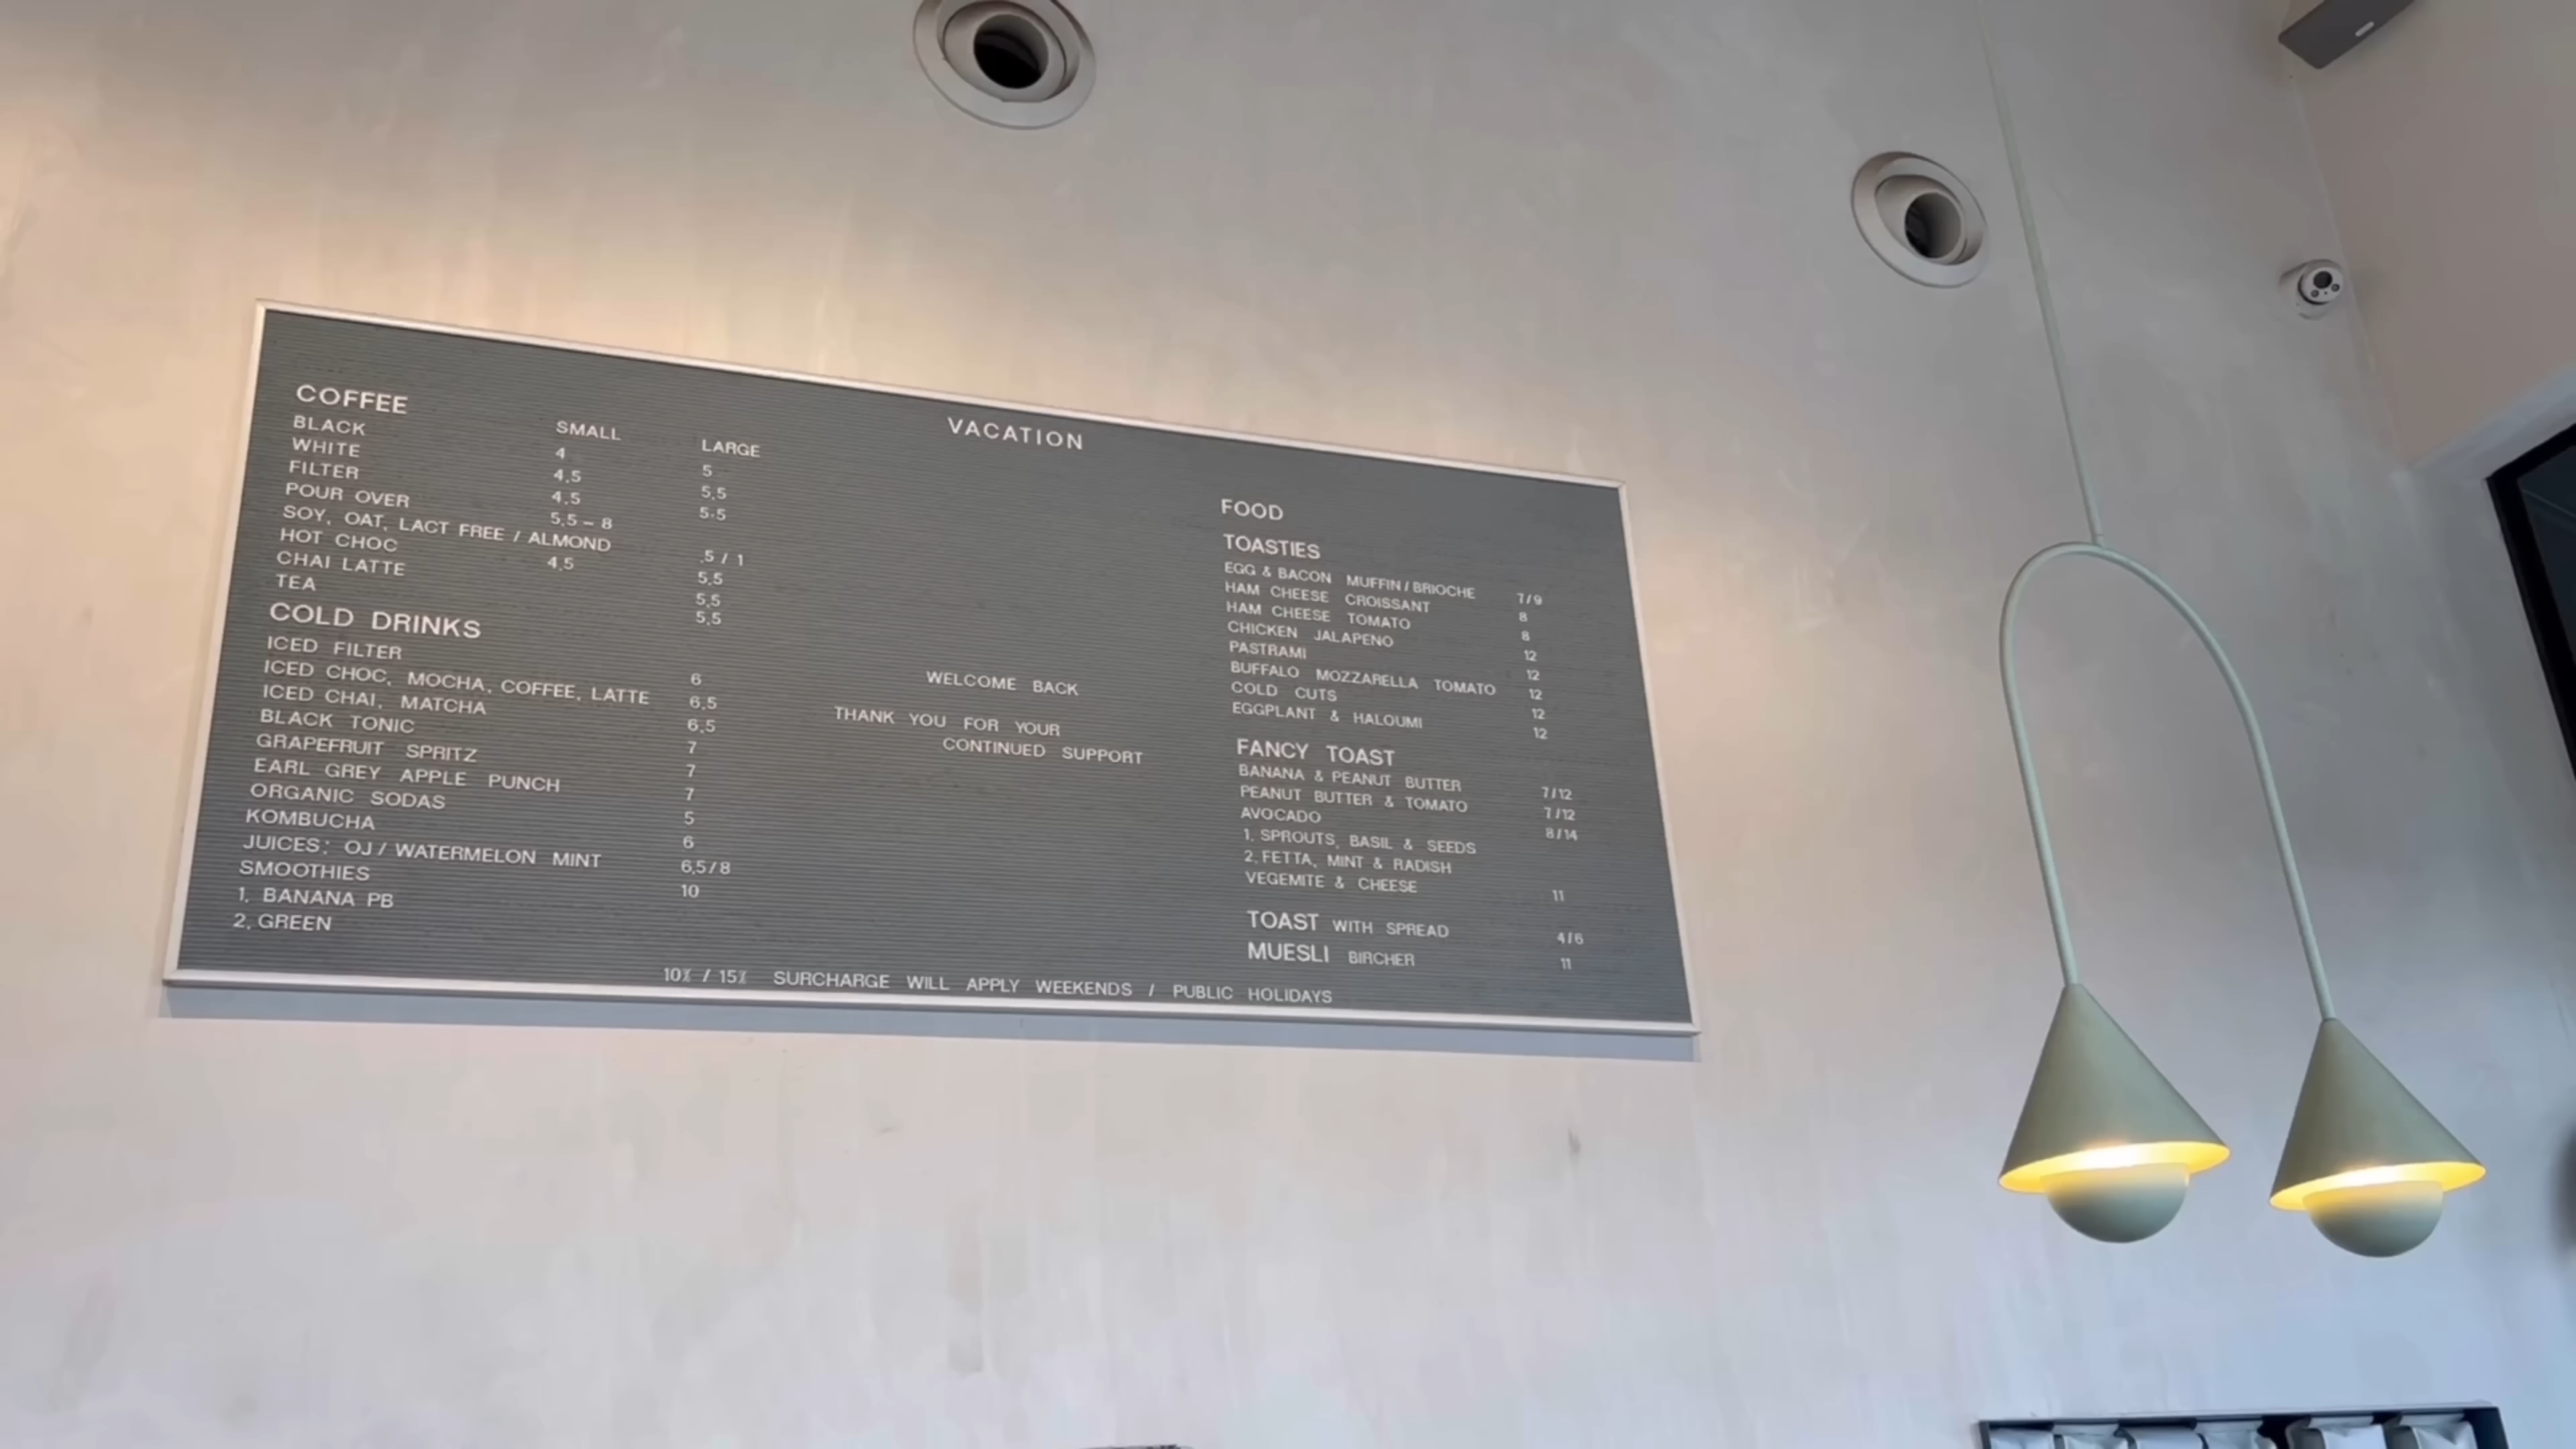 VACATION
COFFEE SMALL LARGE
BLACK 4 5
WHITE 4.5 5.5
FILTER 4.5 5.5
POUR OVER 5.5 – 8
SOY, OAT, LACT FREE / ALMOND .5 / 1
HOT CHOC 4.5 5.5
CHAI LATTE 5.5
TEA 5.5
COLD DRINKS
ICED FILTER 6
ICED CHOC, MOCHA, COFFEE, LATTE 6.5
ICED CHAI, MATCHA 6.5
BLACK TONIC 7
GRAPEFRUIT SPRITZ 7
EARL GREY APPLE PUNCH 7
ORGANIC SODAS 5
KOMBUCHA 6
JUICES: OJ / WATERMELON MINT 6.5 / 8
SMOOTHIES 10
1. BANANA PB
2. GREEN
WELCOME BACK
THANK YOU FOR YOUR
CONTINUED SUPPORT
FOOD
TOASTIES
EGG & BACON MUFFIN / BRIOCHE 7 / 9
HAM CHEESE CROISSANT 8
HAM CHEESE TOMATO 8
CHICKEN JALAPENO 12
PASTRAMI 12
BUFFALO MOZZARELLA TOMATO 12
COLD CUTS 12
EGGPLANT & HALOUMI 12
FANCY TOAST
BANANA & PEANUT BUTTER 7 / 12
PEANUT BUTTER & TOMATO 7 / 12
AVOCADO 8 / 14
1. SPROUTS, BASIL & SEEDS
2. FETTA, MINT & RADISH
VEGEMITE & CHEESE 11
TOAST WITH SPREAD 4 / 6
MUESLI BIRCHER 11
10% / 15% SURCHARGE WILL APPLY WEEKENDS / PUBLIC HOLIDAYS